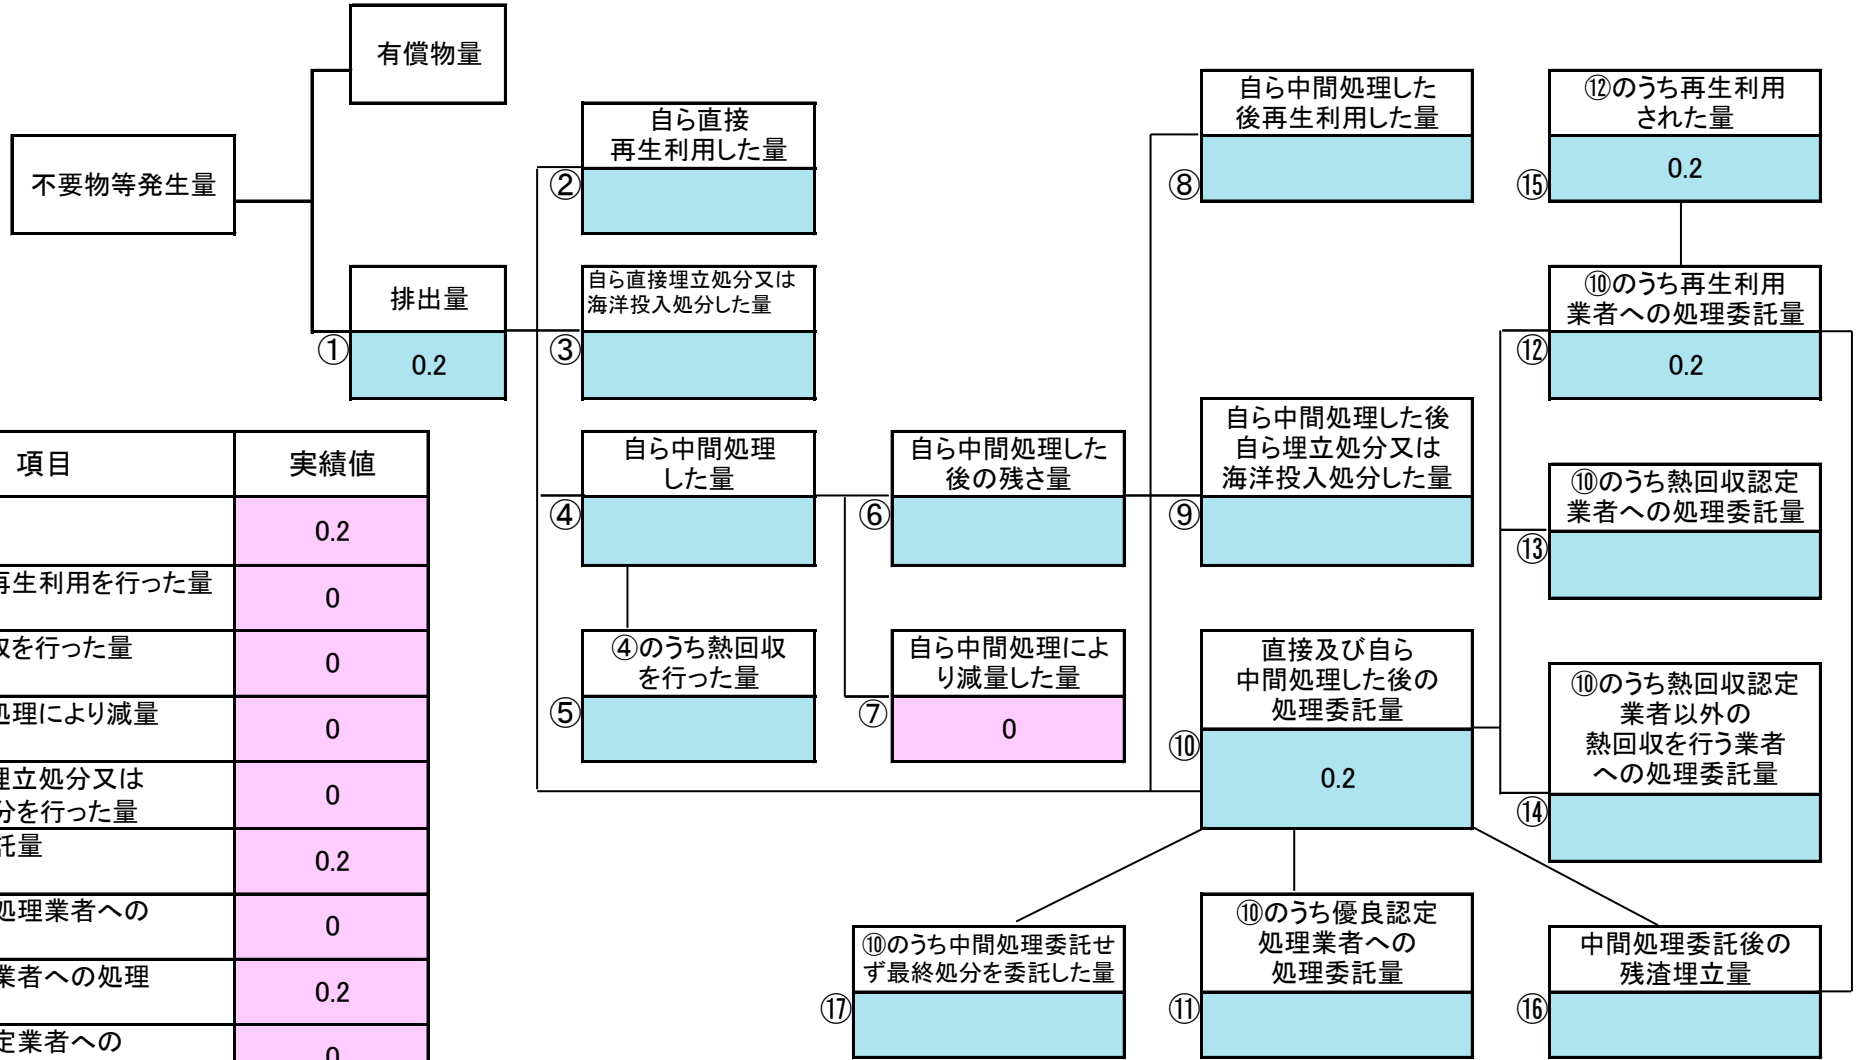 有償物量
不要物等発生量
排出量
①
0.2
自ら直接
再生利用した量
②
自ら直接埋立処分又は
海洋投入処分した量
③
自ら中間処理
した量
④
④のうち熱回収
を行った量
⑤
自ら中間処理した
後の残さ量
⑥
自ら中間処理によ
り減量した量
⑦
0
自ら中間処理した
後再生利用した量
⑧
自ら中間処理した後
自ら埋立処分又は
海洋投入処分した量
⑨
直接及び自ら
中間処理した後の
処理委託量
⑩
0.2
⑫のうち再生利用
された量
⑮
0.2
⑩のうち再生利用
業者への処理委託量
⑫
0.2
⑩のうち熱回収認定
業者への処理委託量
⑬
⑩のうち熱回収認定
業者以外の
熱回収を行う業者
への処理委託量
⑭
⑩のうち中間処理委託せ
ず最終処分を委託した量
⑰
⑩のうち優良認定
処理業者への
処理委託量
⑪
中間処理委託後の
残渣埋立量
⑯
項目 実績値
0.2
再生利用を行った量 0
を行った量 0
処理により減量 0
埋立処分又は
分を行った量 0
託量 0.2
処理業者への 0
業者への処理 0.2
定業者への 0